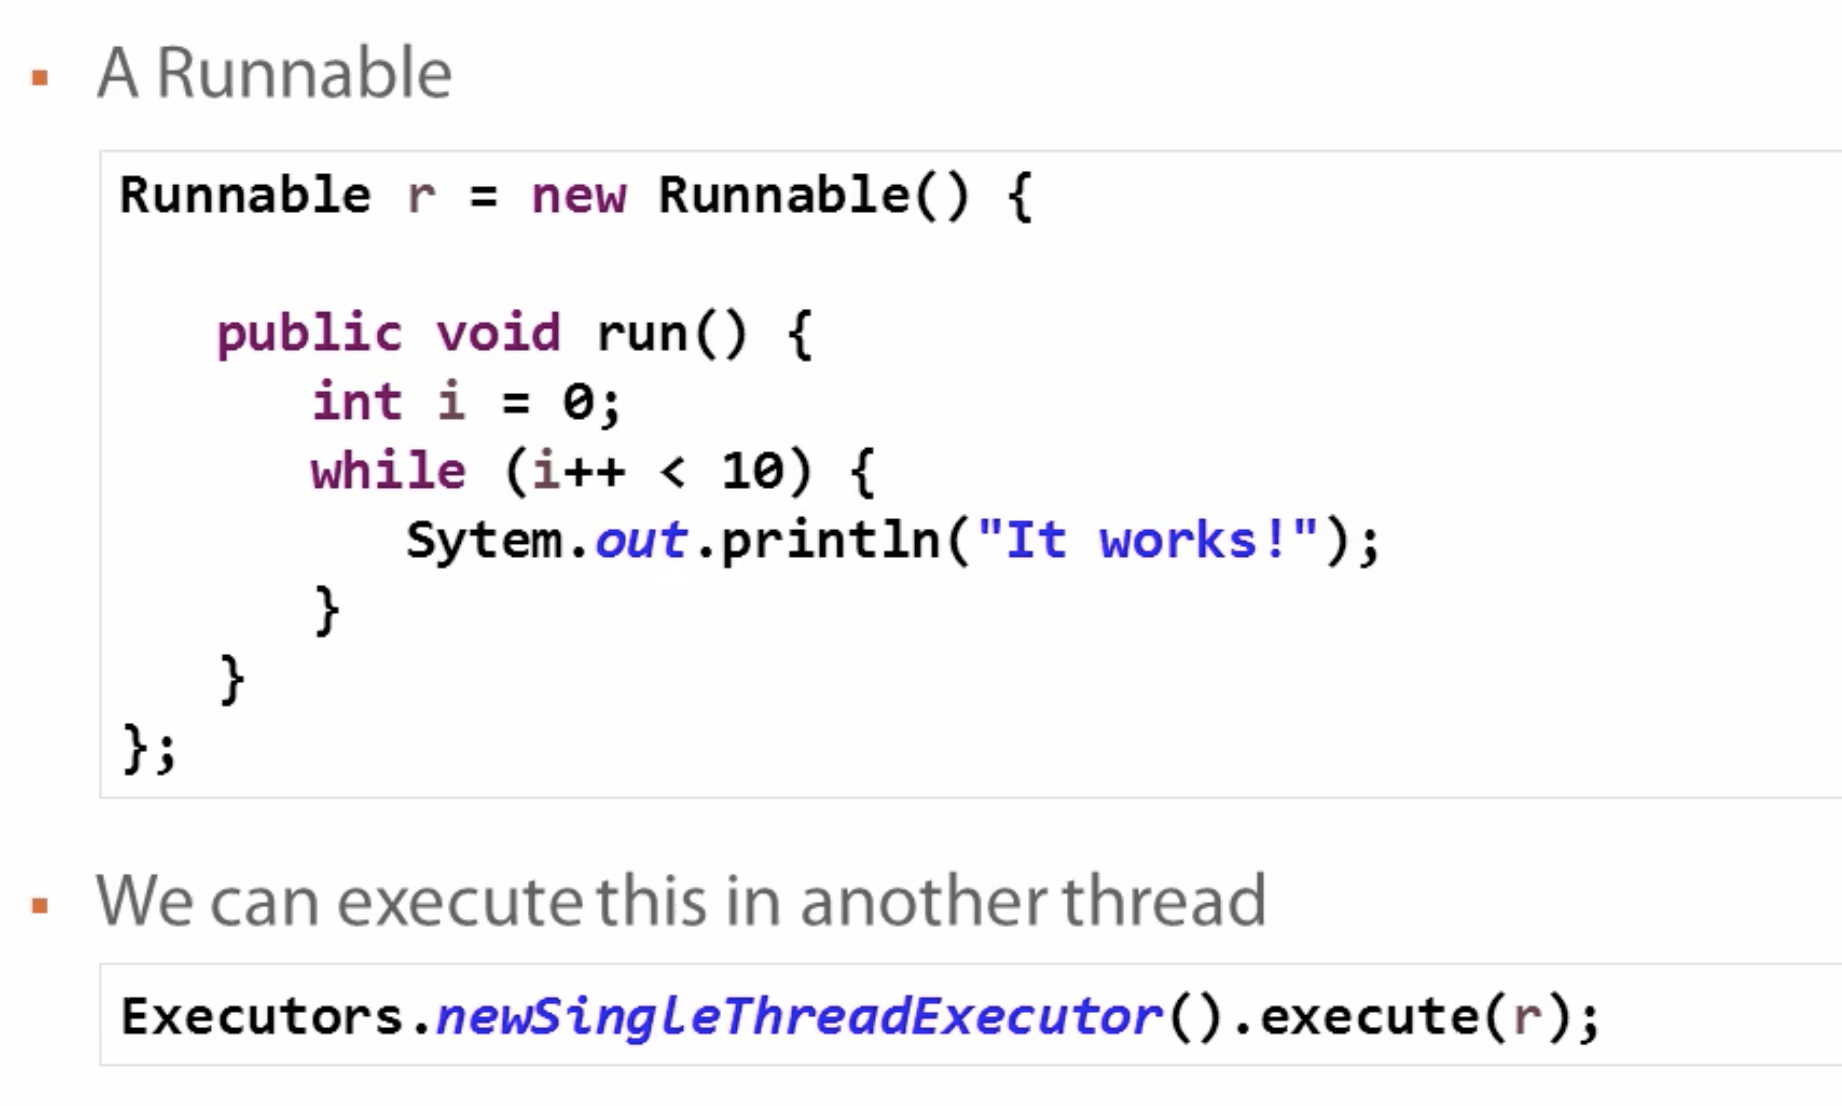 A Runnable
Runnable r = new Runnable() {
public void run() {
int i = 0;
while (i++ < 10) {
Sytem.out.println("It works!");
}
}
};
We can execute this in another thread
Executors.newSingleThreadExecutor().execute(r);